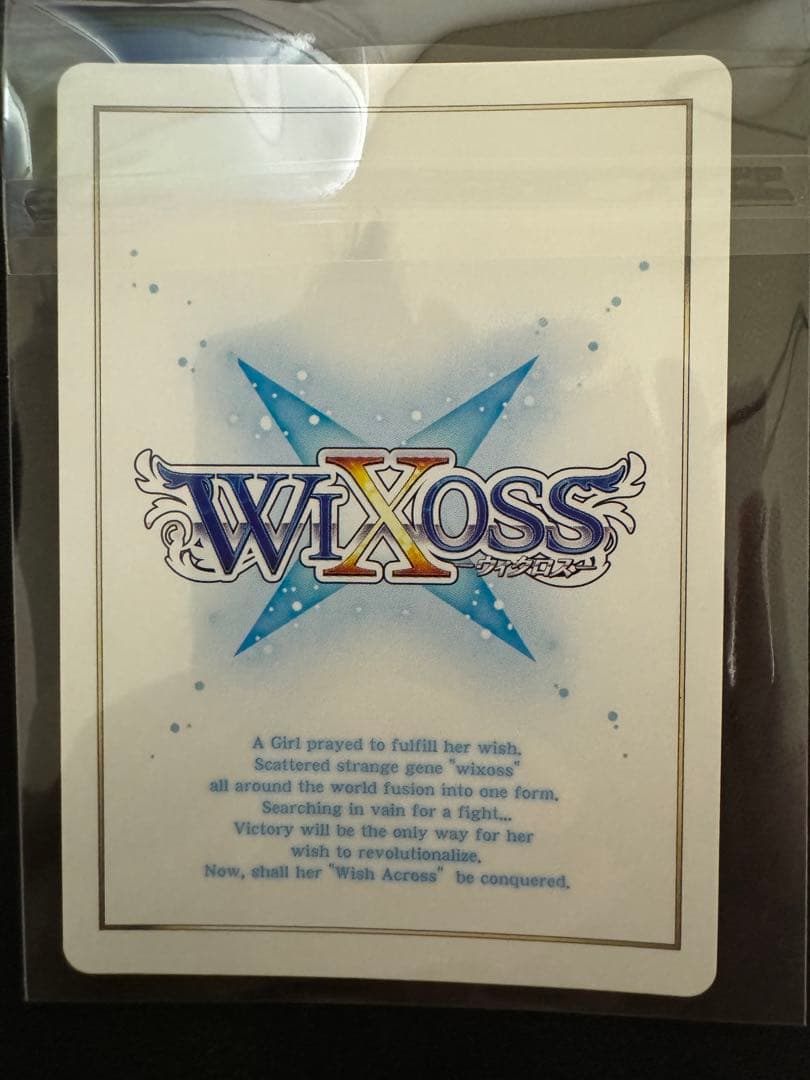 WIXOSS
ーウィクロスー
A Girl prayed to fulfill her wish.
Scattered strange gene "wixoss"
all around the world fusion into one form.
Searching in vain for a fight...
Victory will be the only way for her
wish to revolutionalize.
Now, shall her "Wish Across" be conquered.